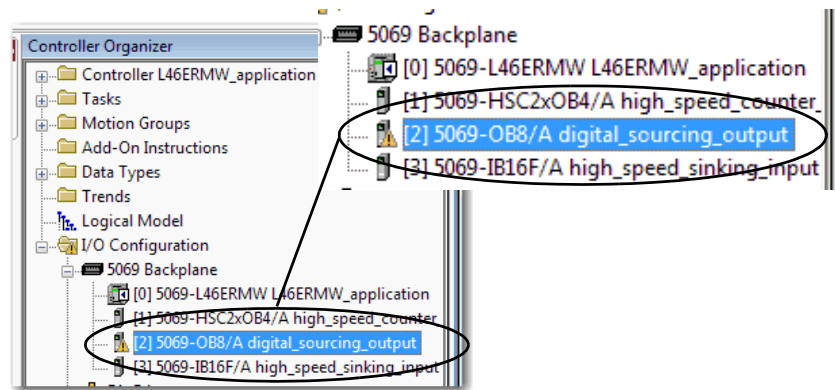 Controller Organizer
Controller L46ERMW_application
Tasks
Motion Groups
Add-On Instructions
Data Types
Trends
Logical Model
I/O Configuration
5069 Backplane
[0] 5069-L46ERMW L46ERMW_application
[1] 5069-HSC2xOB4/A high_speed_counter
[2] 5069-OB8/A digital_sourcing_output
[3] 5069-IB16F/A high_speed_sinking_input
5069 Backplane
[0] 5069-L46ERMW L46ERMW_application
[1] 5069-HSC2xOB4/A high_speed_counter_
[2] 5069-OB8/A digital_sourcing_output
[3] 5069-IB16F/A high_speed_sinking_input